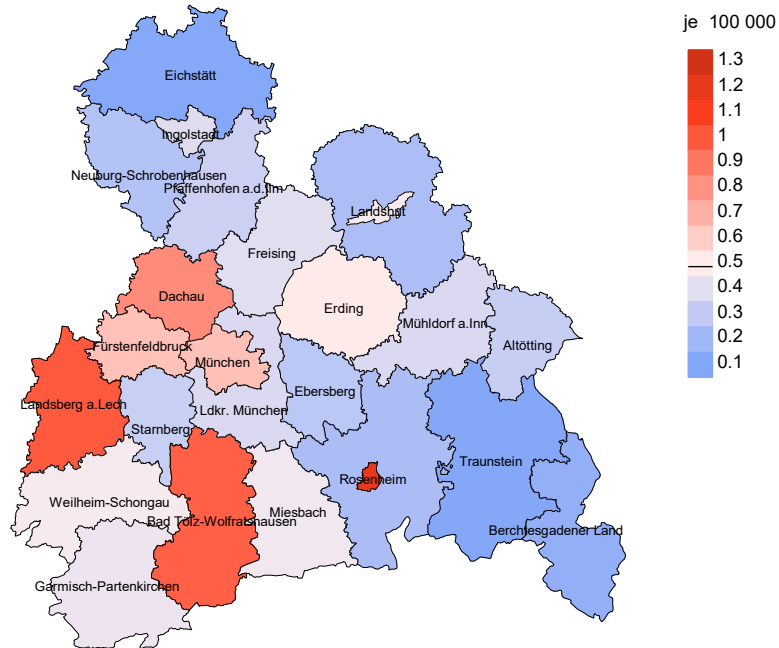 je 100 000
1.3
1.2
1.1
1
0.9
0.8
0.7
0.6
0.5
0.4
0.3
0.2
0.1
Eichstätt
Ingolstadt
Neuburg-Schrobenhausen
Pfaffenhofen a.d.Ilm
Landshut
Freising
Dachau
Erding
Mühldorf a.Inn
Fürstenfeldbruck
Altötting
München
Ebersberg
Landsberg a.Lech
Ldkr. München
Starnberg
Traunstein
Rosenheim
Weilheim-Schongau
Miesbach
Bad Tölz-Wolfratshausen
Berchtesgadener Land
Garmisch-Partenkirchen